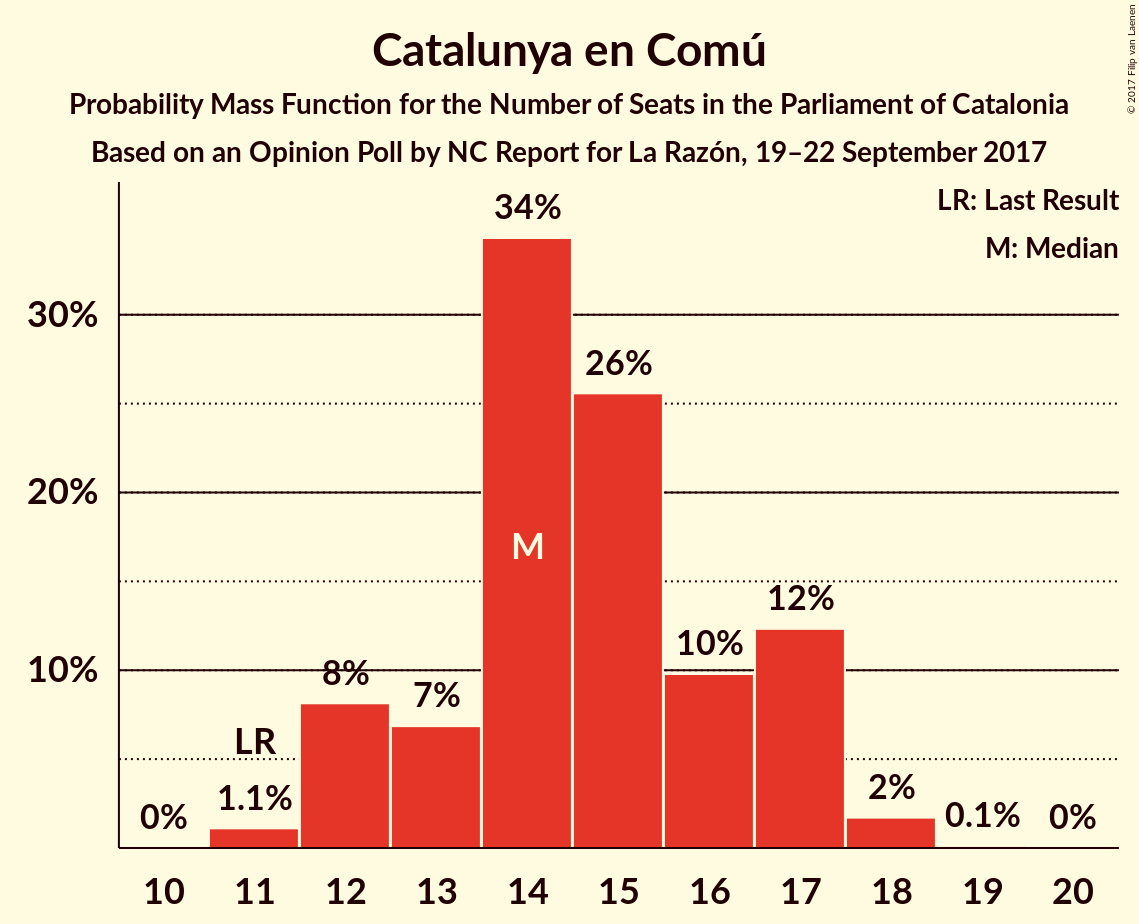 Catalunya en Comú
Probability Mass Function for the Number of Seats in the Parliament of Catalonia
Based on an Opinion Poll by NC Report for La Razón, 19–22 September 2017
© 2017 Filip van Laenen
LR: Last Result
M: Median
34%
30%
26%
20%
M
12%
10%
10%
8%
7%
LR
1.1%
2%
0%
0.1%
0%
10 11 12 13 14 15 16 17 18 19 20